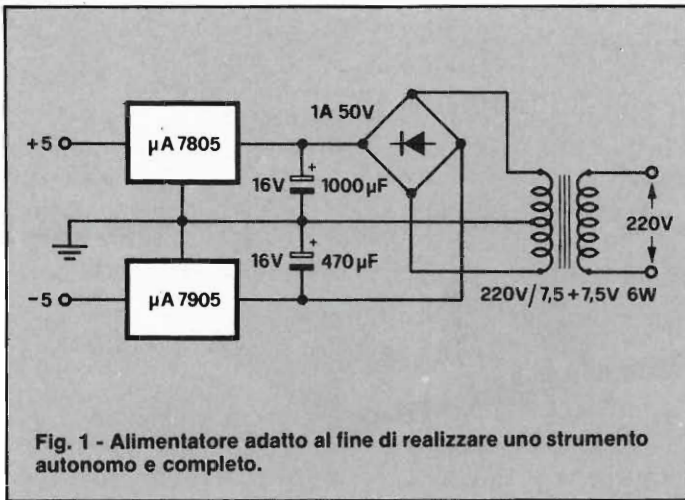 1A 50V
+5
µA 7805
+
16V 1000µF
+
16V 470µF
220V
-5
µA 7905
220V/7,5+7,5V 6W
Fig. 1 - Alimentatore adatto al fine di realizzare uno strumento
autonomo e completo.